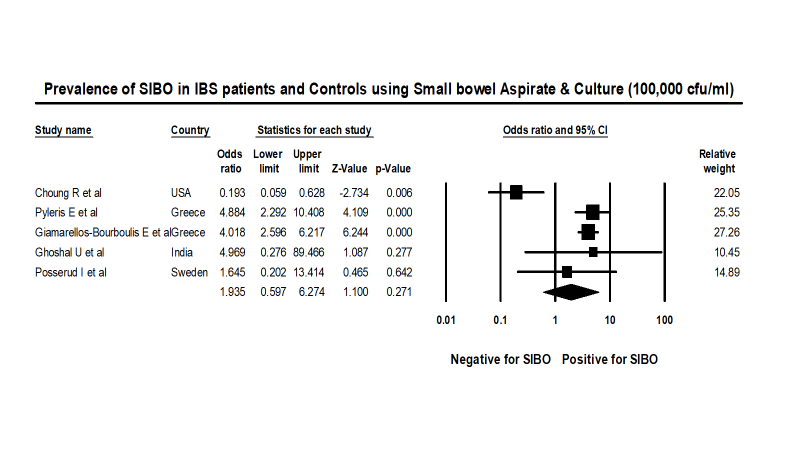 Prevalence of SIBO in IBS patients and Controls using Small bowel Aspirate & Culture (100,000 cfu/ml)
Study name Country Statistics for each study Odds ratio and 95% CI
Odds ratio Lower limit Upper limit Z-Value p-Value Relative weight
Choung R et al USA 0.193 0.059 0.628 -2.734 0.006 22.05
Pyleris E et al Greece 4.884 2.292 10.408 4.109 0.000 25.35
Giamarellos-Bourboulis E et al Greece 4.018 2.596 6.217 6.244 0.000 27.26
Ghoshal U et al India 4.969 0.276 89.466 1.087 0.277 10.45
Posserud I et al Sweden 1.645 0.202 13.414 0.465 0.642 14.89
1.935 0.597 6.274 1.100 0.271
0.01 0.1 1 10 100
Negative for SIBO Positive for SIBO